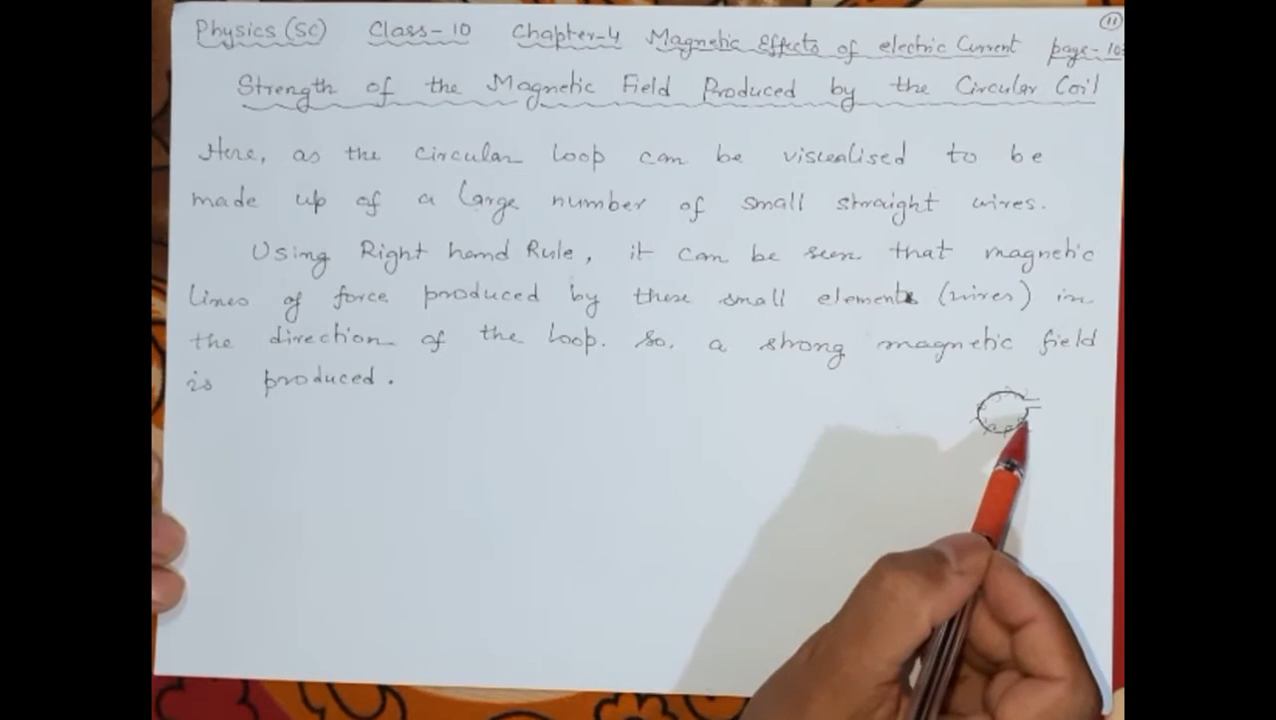 11
Physics (SC) Class-10 Chapter-4 Magnetic Effects of electric Current page-10
Strength of the Magnetic Field Produced by the Circular Coil
Here, as the circular loop can be visualised to be
made up of a large number of small straight wires.
Using Right hand Rule, it can be seen that magnetic
lines of force produced by these small elements (wires) in
the direction of the loop. So, a strong magnetic field
is produced.